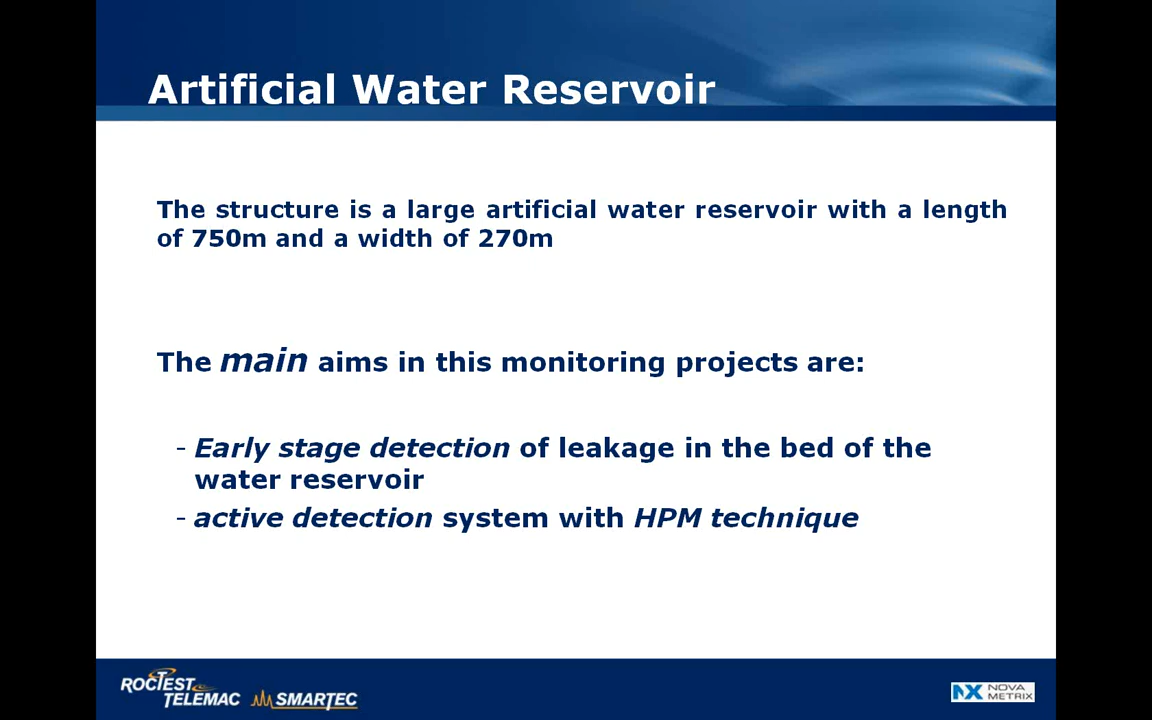 Artificial Water Reservoir
The structure is a large artificial water reservoir with a length
of 750m and a width of 270m
The main aims in this monitoring projects are:
- Early stage detection of leakage in the bed of the
water reservoir
- active detection system with HPM technique
ROCTEST
TELEMAC
SMARTEC
NX NOVA
METRIX